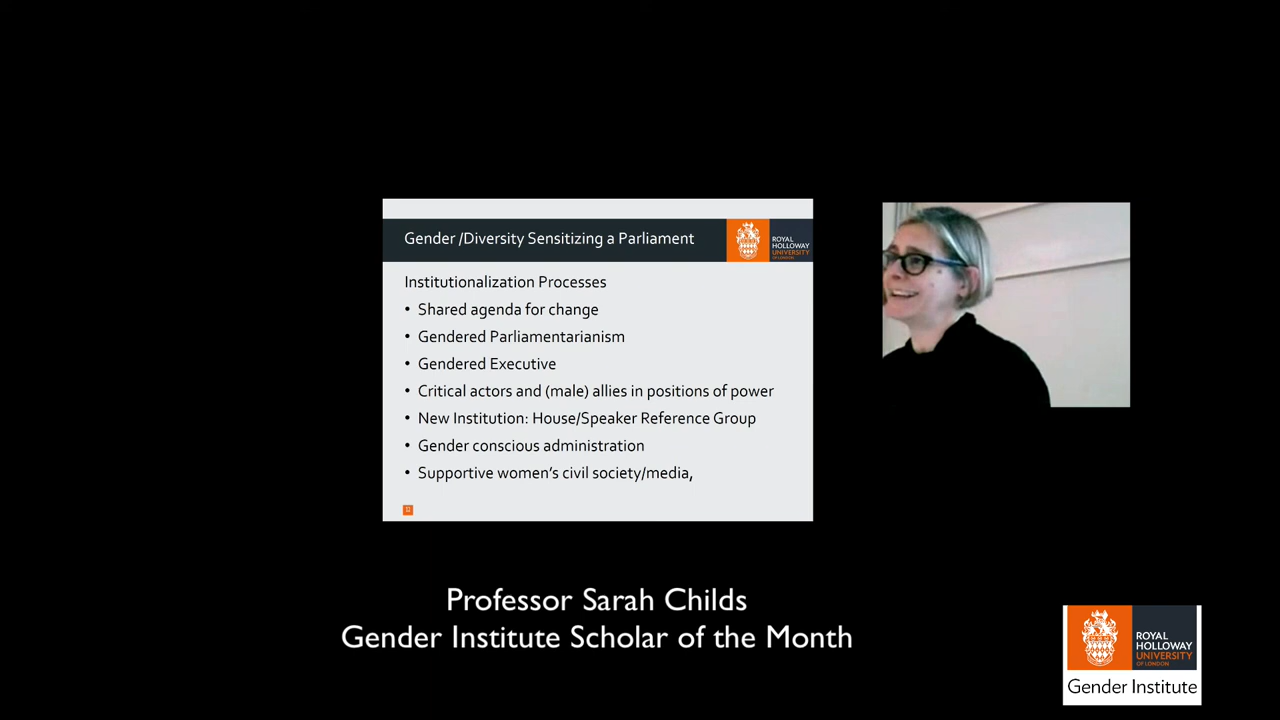 Gender /Diversity Sensitizing a Parliament
ROYAL
HOLLOWAY
UNIVERSITY
OF LONDON
Institutionalization Processes
• Shared agenda for change
• Gendered Parliamentarianism
• Gendered Executive
• Critical actors and (male) allies in positions of power
• New Institution: House/Speaker Reference Group
• Gender conscious administration
• Supportive women's civil society/media,
Professor Sarah Childs
Gender Institute Scholar of the Month
ROYAL
HOLLOWAY
UNIVERSITY
OF LONDON
Gender Institute